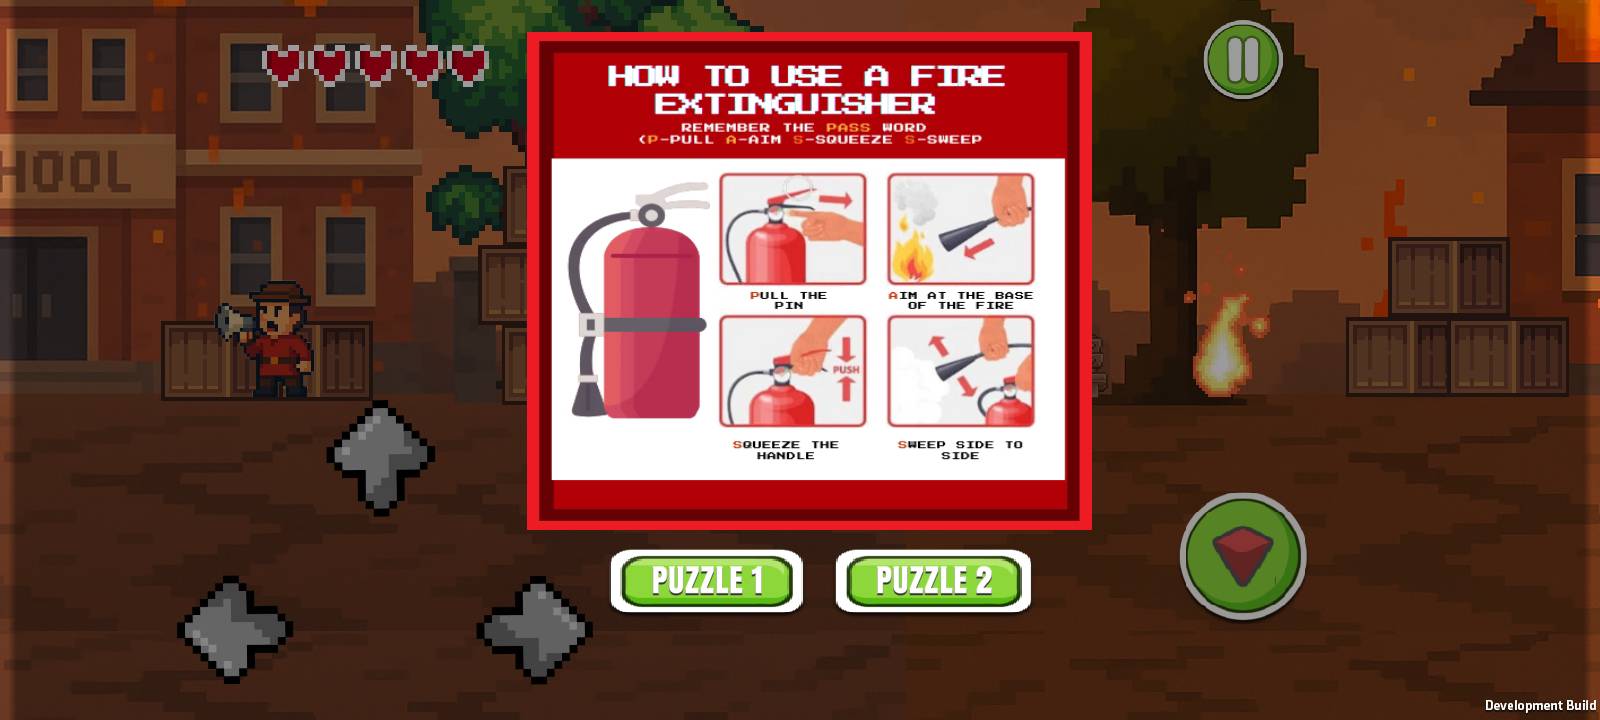 HOW TO USE A FIRE
EXTINGUISHER
REMEMBER THE PASS WORD
(P-PULL A-AIM S-SQUEEZE S-SWEEP
HOOL
PULL THE
PIN
AIM AT THE BASE
OF THE FIRE
PUSH
SQUEEZE THE
HANDLE
SWEEP SIDE TO
SIDE
PUZZLE 1
PUZZLE 2
Development Build